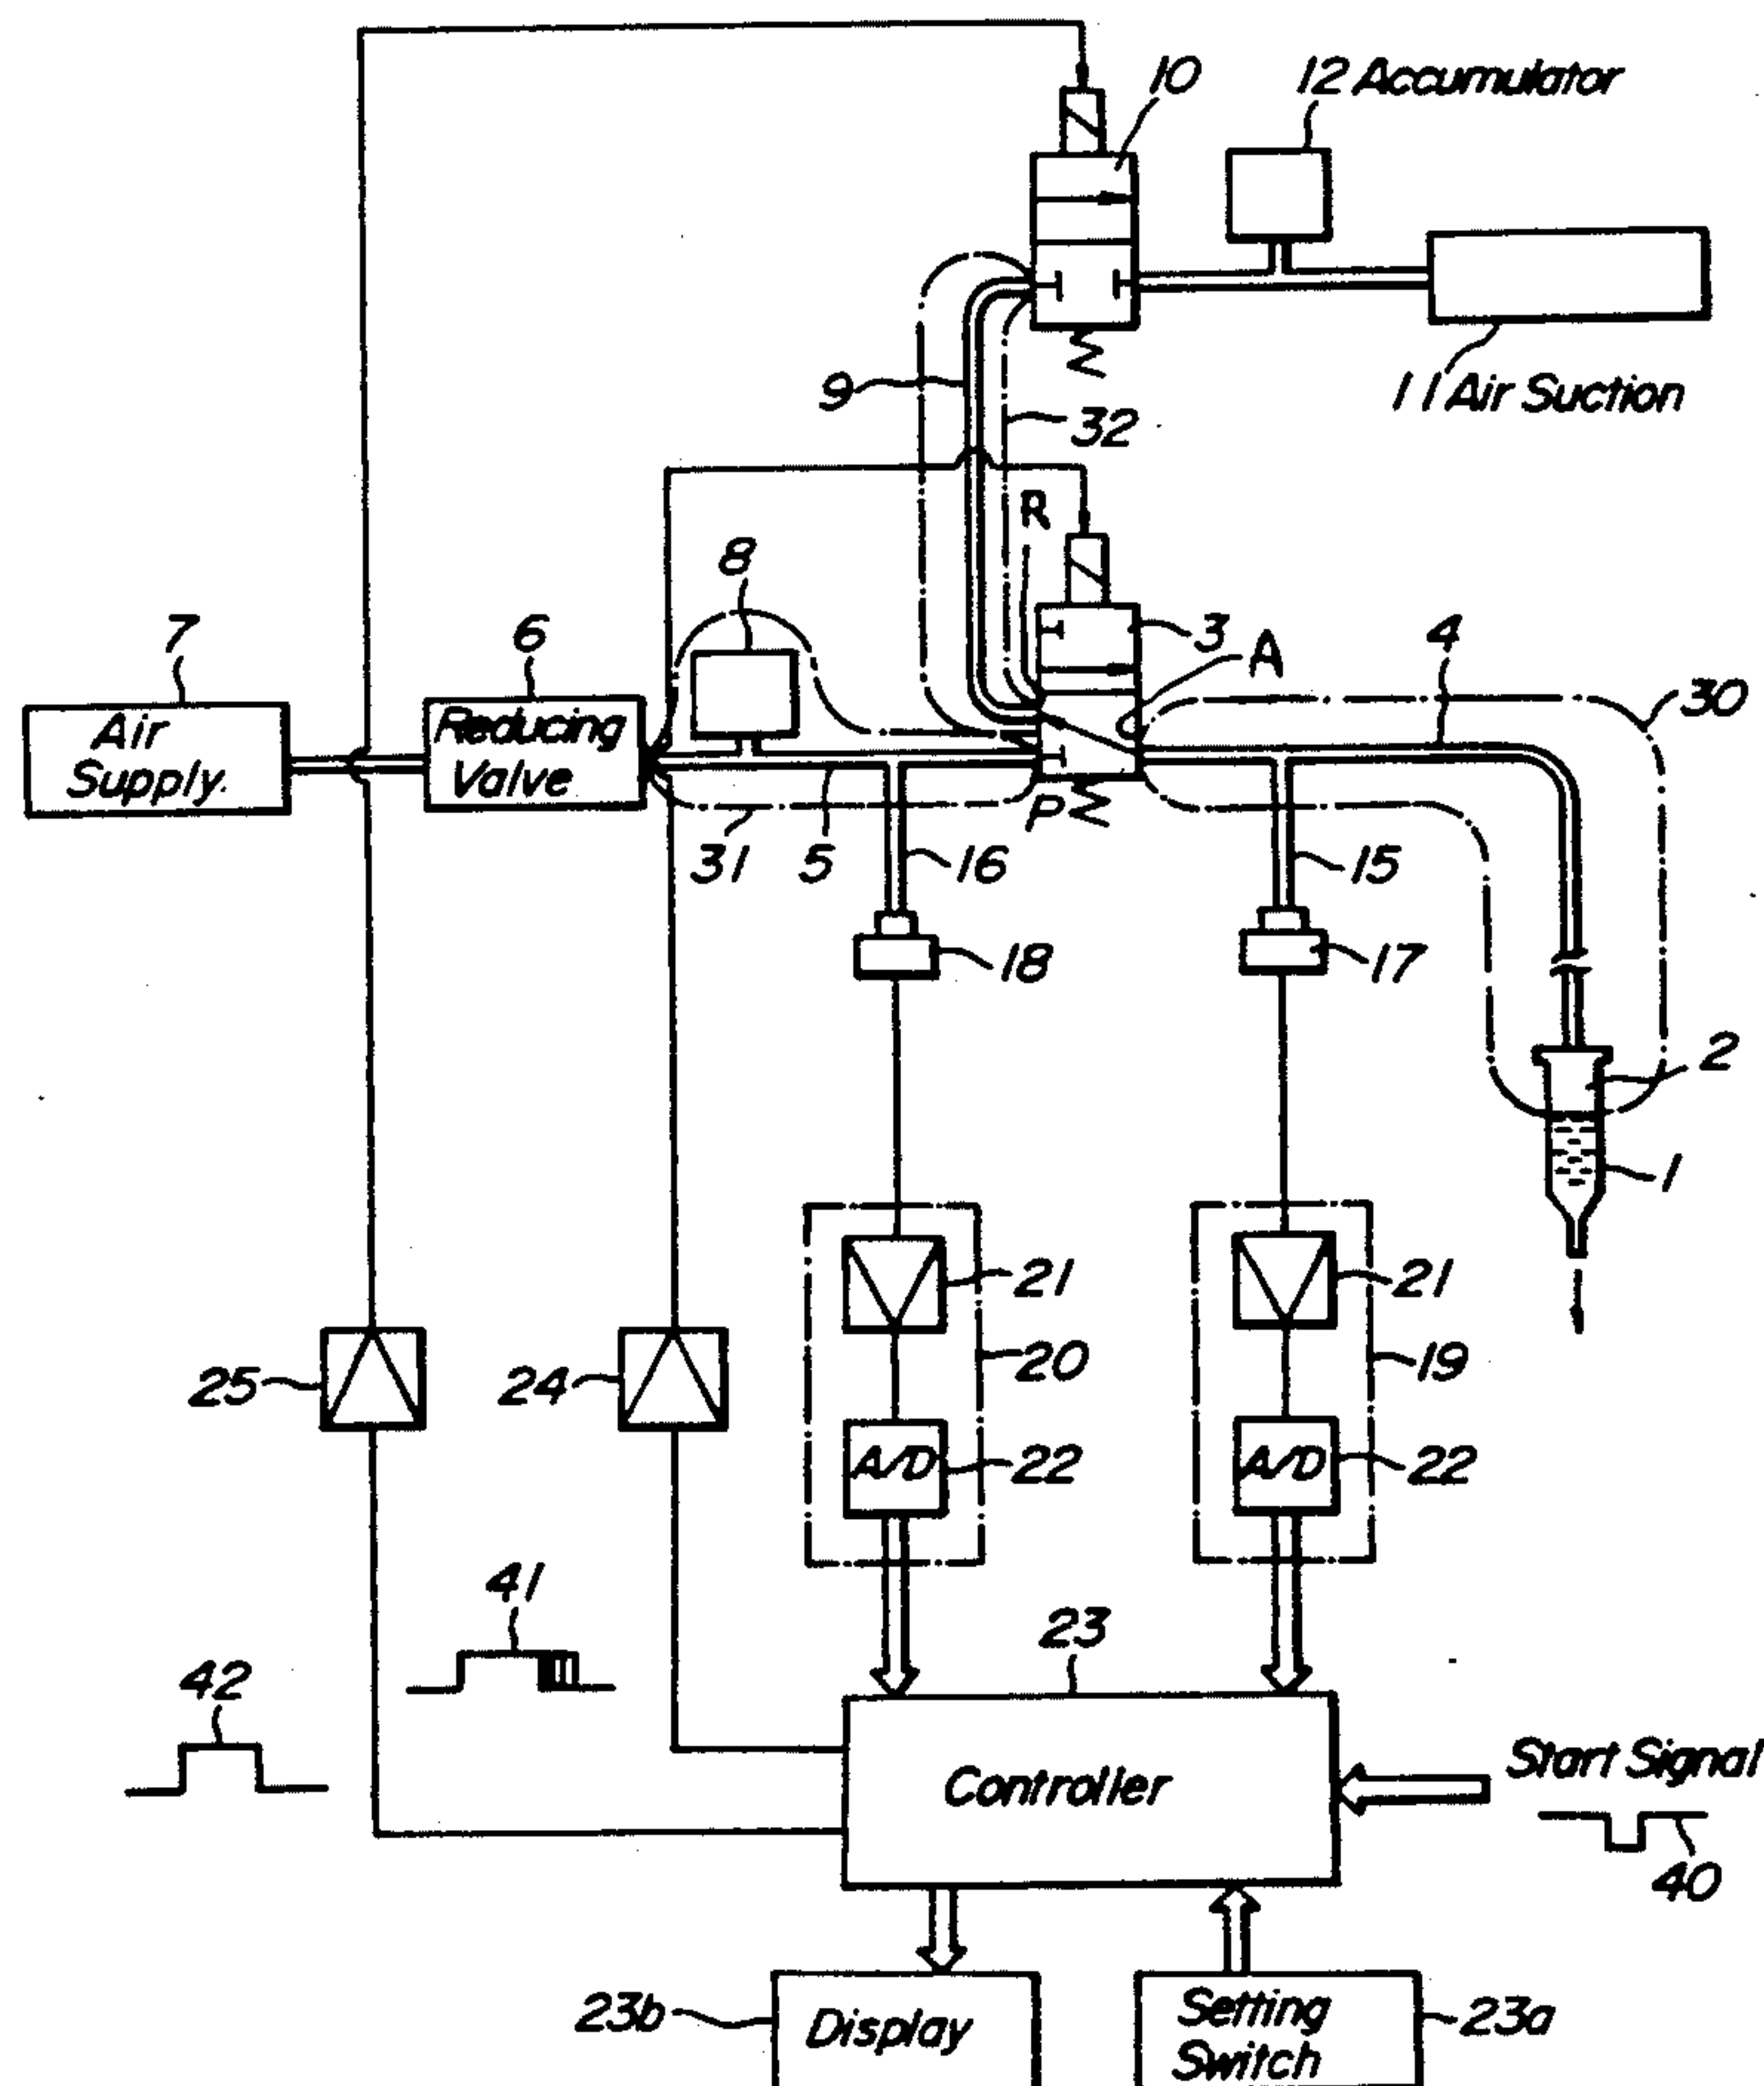 10
12 Accumulator
11 Air Suction
9
32
R
8
3
A
4
30
7
6
Air Supply.
Reducing Valve
P
31
5
16
15
18
17
2
1
21
21
20
19
25
24
A/D
22
A/D
22
41
42
23
Controller
Start Signal
40
23b
Display
Setting Switch
23a